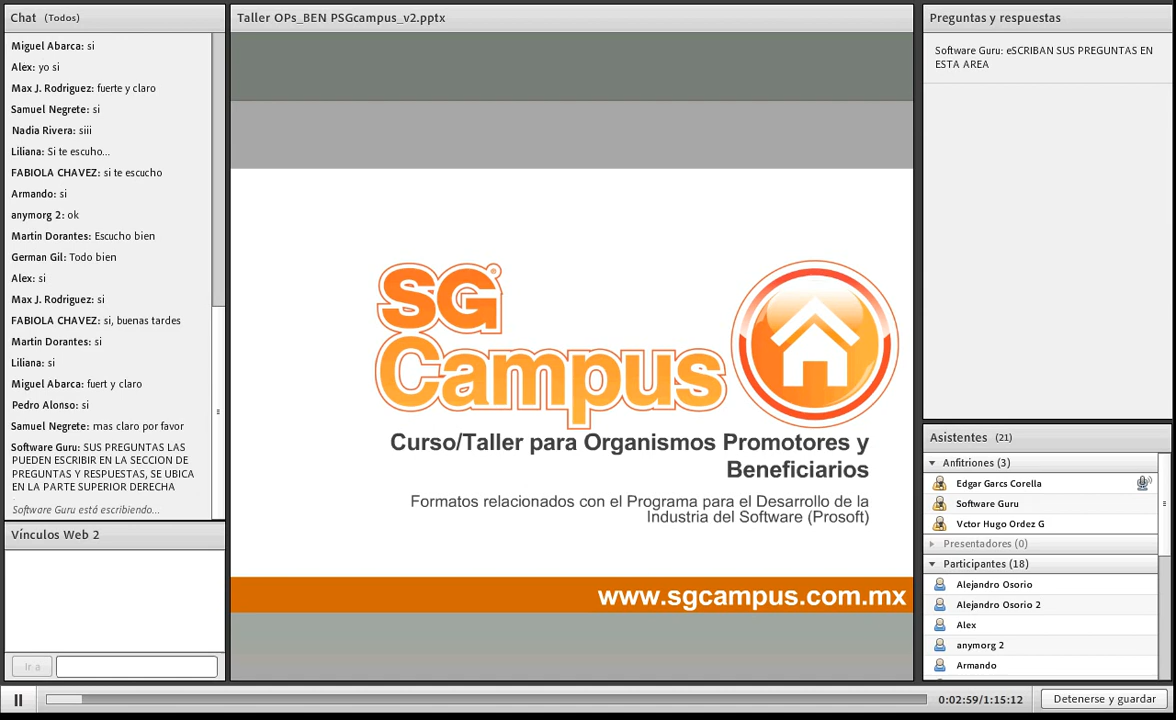 Chat (Todos)
Miguel Abarca: si
Alex: yo si
Max J. Rodriguez: fuerte y claro
Samuel Negrete: si
Nadia Rivera: siii
Liliana: Si te escuho...
FABIOLA CHAVEZ: si te escucho
Armando: si
anymorg 2: ok
Martin Dorantes: Escucho bien
German Gil: Todo bien
Alex: si
Max J. Rodriguez: si
FABIOLA CHAVEZ: si, buenas tardes
Martin Dorantes: si
Liliana: si
Miguel Abarca: fuert y claro
Pedro Alonso: si
Samuel Negrete: mas claro por favor
Software Guru: SUS PREGUNTAS LAS
PUEDEN ESCRIBIR EN LA SECCION DE
PREGUNTAS Y RESPUESTAS, SE UBICA
EN LA PARTE SUPERIOR DERECHA
Software Guru está escribiendo...
Vínculos Web 2
Ir a
Taller OPs_BEN PSGcampus_v2.pptx
SG
Campus
Curso/Taller para Organismos Promotores y
Beneficiarios
Formatos relacionados con el Programa para el Desarrollo de la
Industria del Software (Prosoft)
www.sgcampus.com.mx
Preguntas y respuestas
Software Guru: eSCRIBAN SUS PREGUNTAS EN
ESTA AREA
Asistentes (21)
Anfitriones (3)
Edgar Garcs Corella
Software Guru
Vctor Hugo Ordez G
Presentadores (0)
Participantes (18)
Alejandro Osorio
Alejandro Osorio 2
Alex
anymorg 2
Armando
0:02:59/1:15:12
Detenerse y guardar